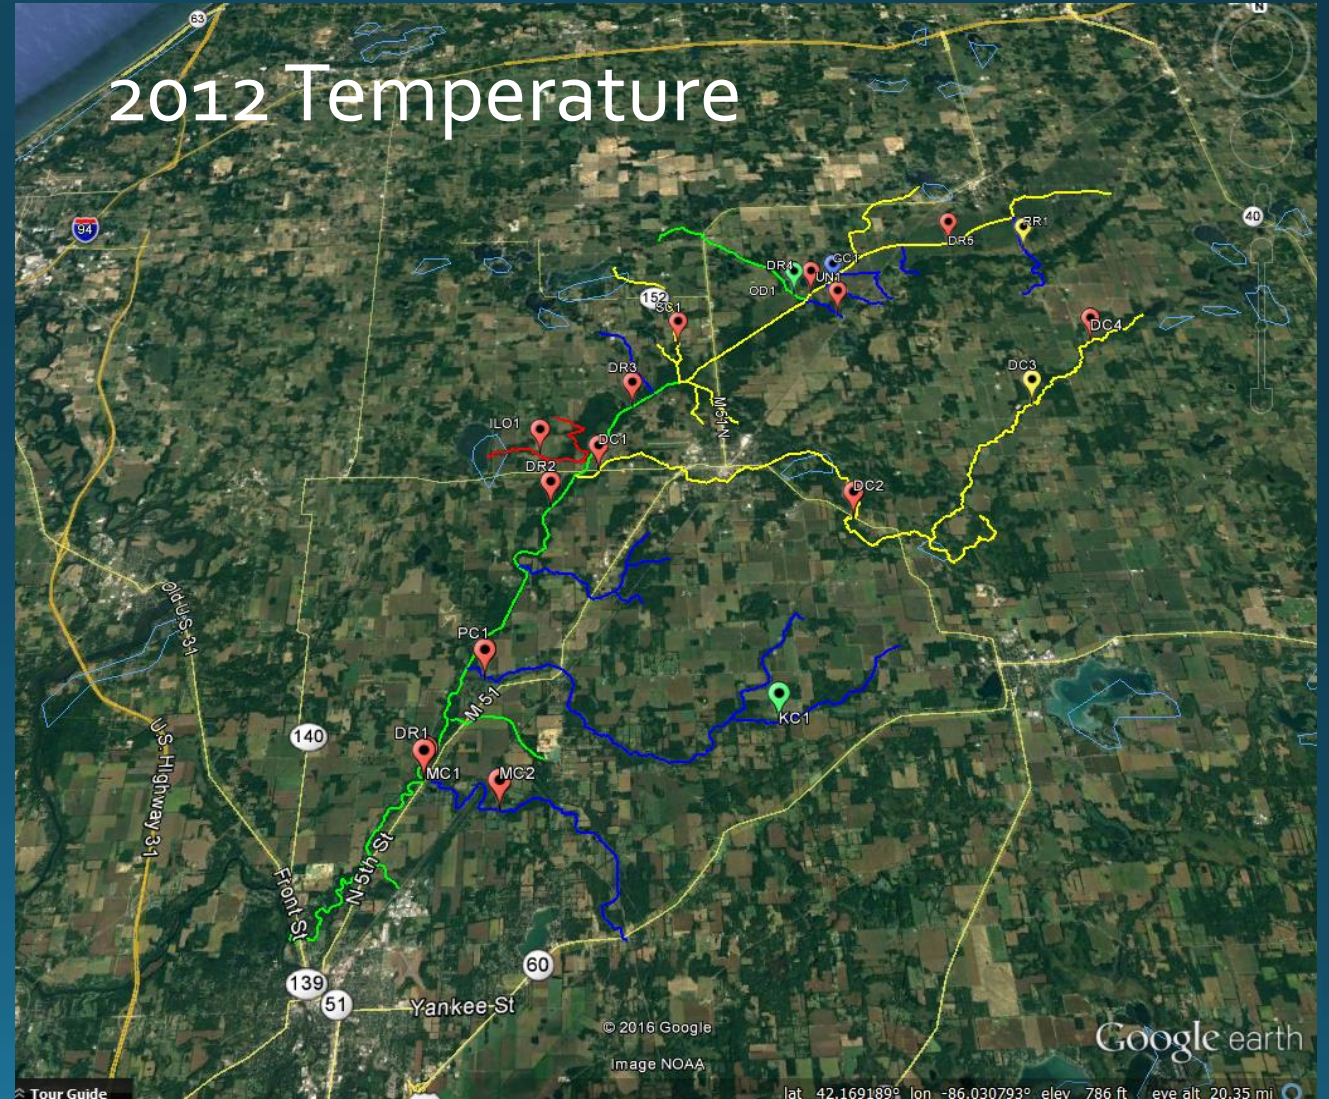 N
63
2012 Temperature
94
40
RR1
DR5
GC1
DR4
UN1
OD1
152
SC1
DC4
DC3
DR3
M 51 N
ILO1
DC1
DR2
DC2
Old U.S. 31
PC1
M 51
KC1
140
DR1
MC1
MC2
U.S. Highway 31
N 5th St
Front St
60
139
51
Yankee St
© 2016 Google
Image NOAA
Google earth
Tour Guide
lat 42.169189° lon -86.030793° elev 786 ft eye alt 20.35 mi